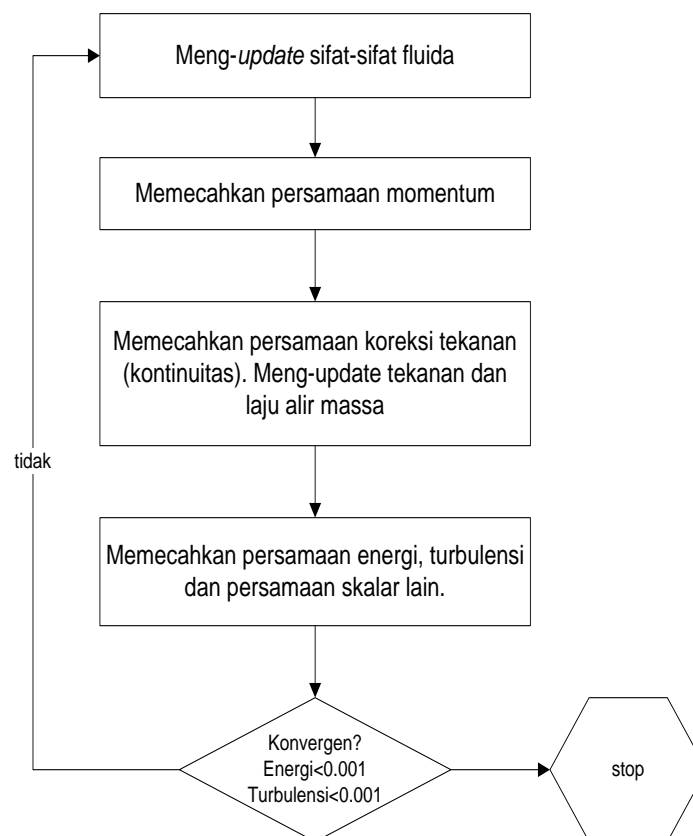 Meng-update sifat-sifat fluida
Memecahkan persamaan momentum
Memecahkan persamaan koreksi tekanan
(kontinuitas). Meng-update tekanan dan
laju alir massa
tidak
Memecahkan persamaan energi, turbulensi
dan persamaan skalar lain.
Konvergen?
Energi<0.001
Turbulensi<0.001
stop